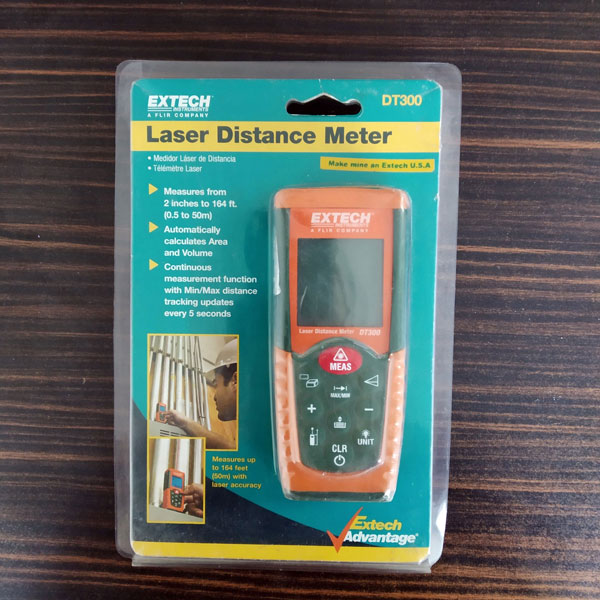 EXTECH
INSTRUMENTS
A FLIR COMPANY
DT300
Laser Distance Meter
• Medidor Láser de Distancia
• Télémètre Laser
Make mine an Extech U.S.A
Measures from
2 inches to 164 ft.
(0.5 to 50m)
Automatically
calculates Area
and Volume
Continuous
measurement function
with Min/Max distance
tracking updates
every 5 seconds
EXTECH
INSTRUMENTS
A FLIR COMPANY
Laser Distance Meter DT300
MEAS
MAX/MIN
+
−
UNIT
CLR
Measures up
to 164 feet
(50m) with
laser accuracy
Extech
Advantage®